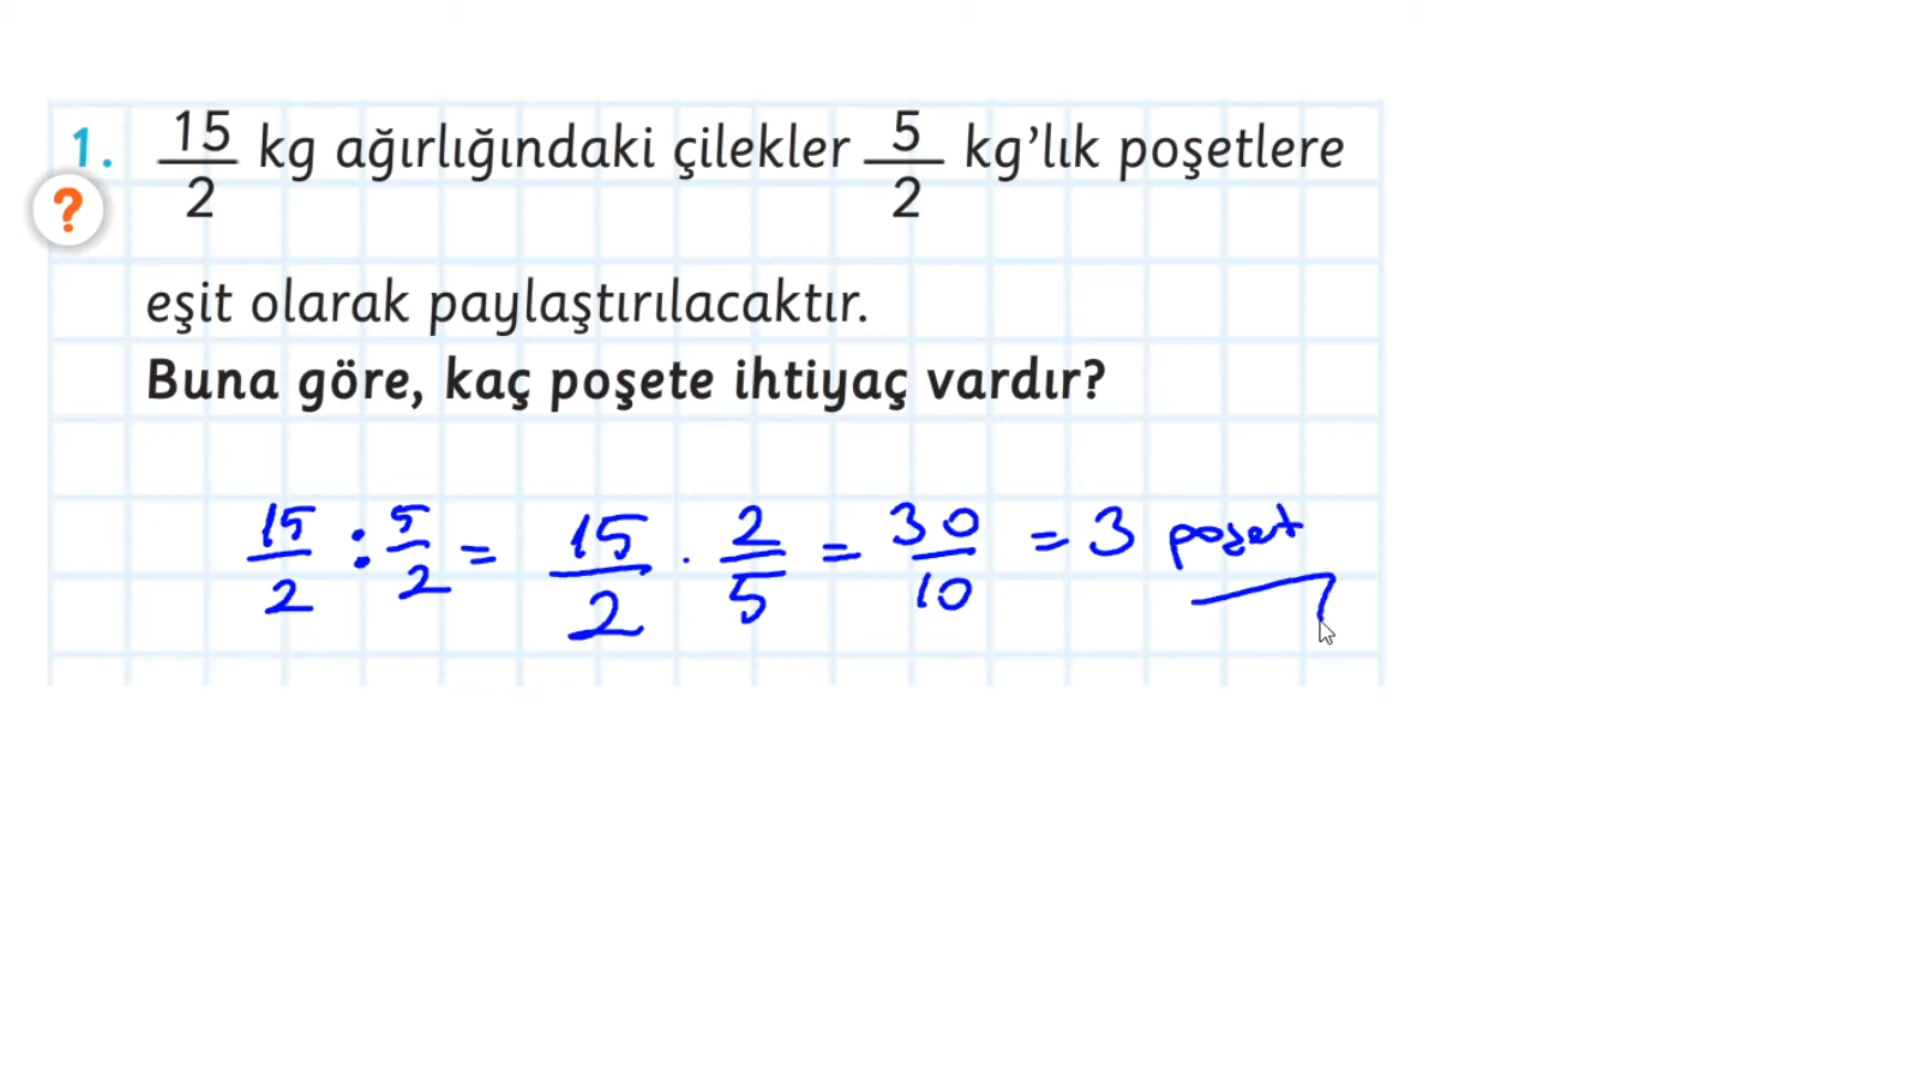 1. 15/2 kg ağırlığındaki çilekler 5/2 kg'lık poşetlere
?
eşit olarak paylaştırılacaktır.
Buna göre, kaç poşete ihtiyaç vardır?
15/2 : 5/2 = 15/2 . 2/5 = 30/10 = 3 poşet